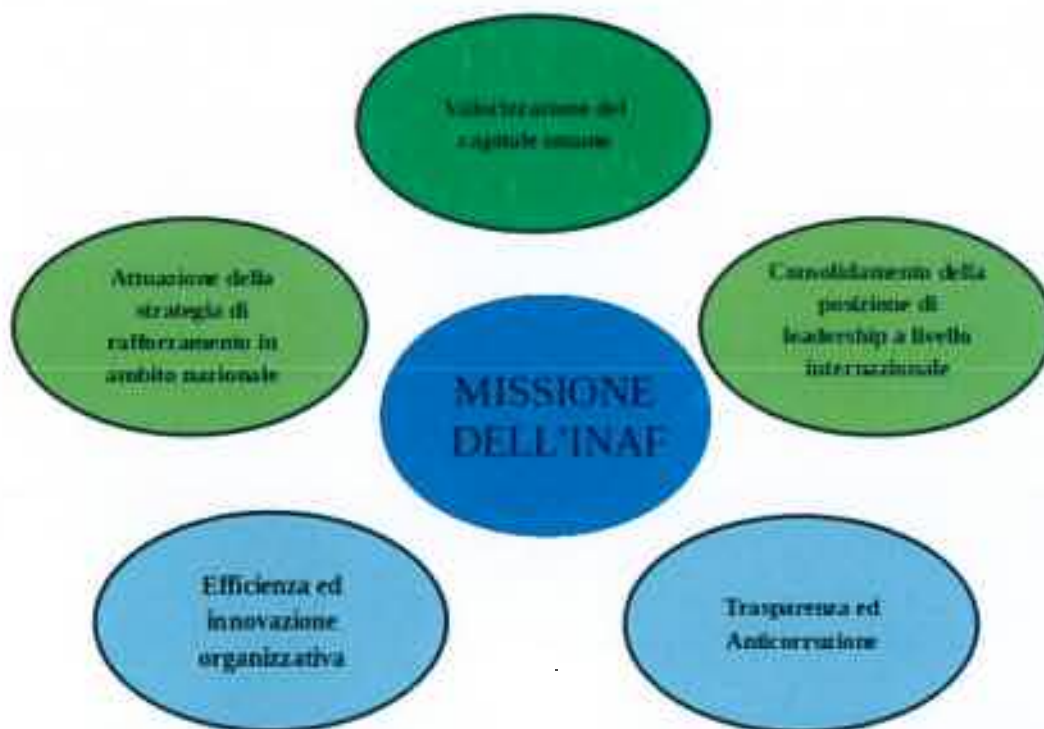 Valorizzazione del
capitale umano
Attuazione della
strategia di
rafforzamento in
ambito nazionale
Consolidamento della
posizione di
leadership a livello
internazionale
MISSIONE
DELL'INAF
Efficienza ed
innovazione
organizzativa
Trasparenza ed
Anticorruzione